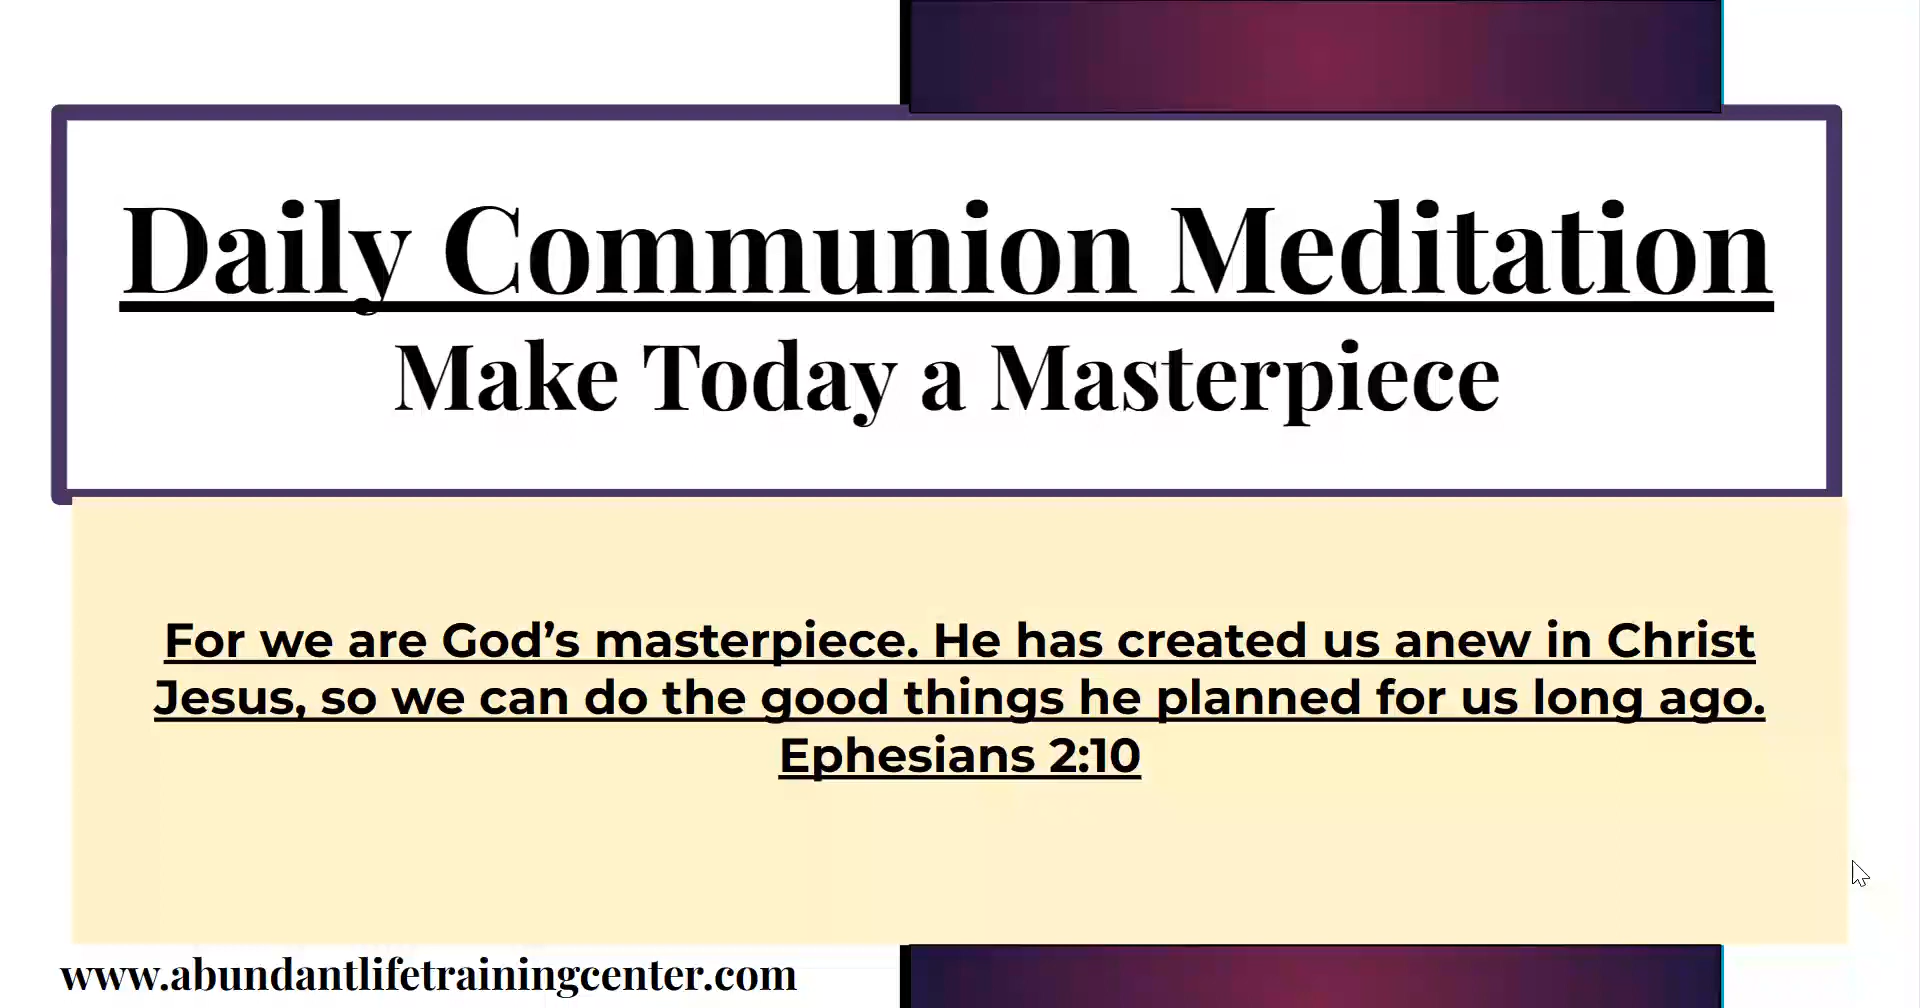 Daily Communion Meditation
Make Today a Masterpiece
For we are God’s masterpiece. He has created us anew in Christ
Jesus, so we can do the good things he planned for us long ago.
Ephesians 2:10
www.abundantlifetrainingcenter.com